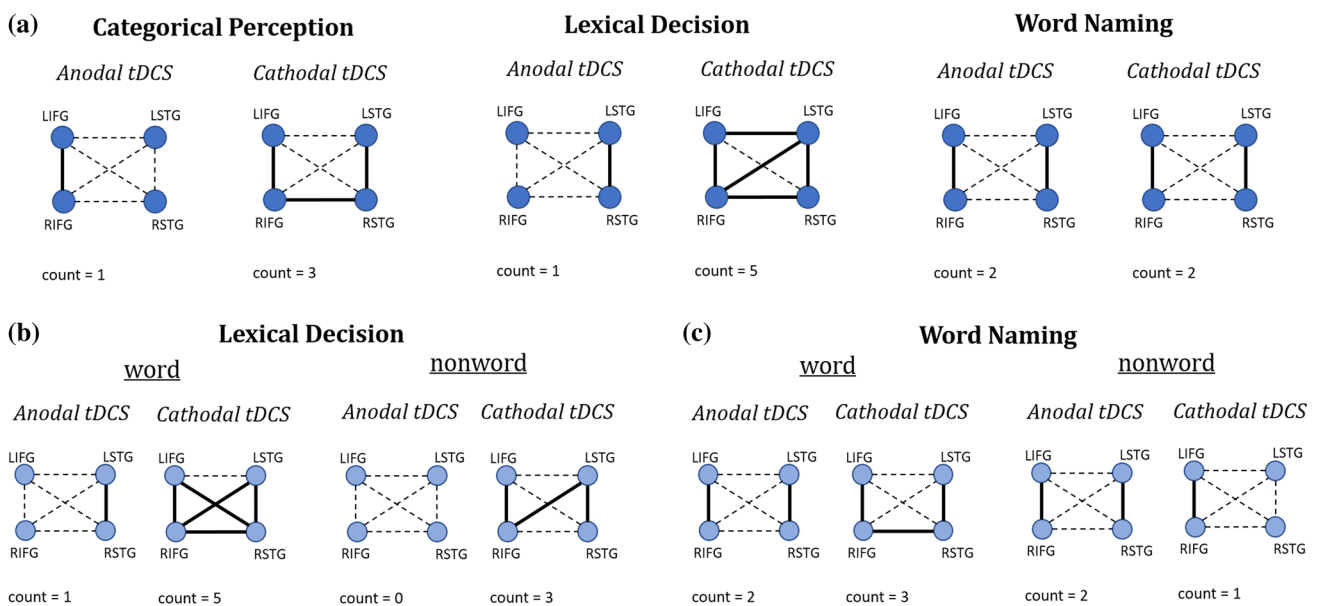 (a)
Categorical Perception Lexical Decision Word Naming
Anodal tDCS Cathodal tDCS Anodal tDCS Cathodal tDCS Anodal tDCS Cathodal tDCS
LIFG LSTG LIFG LSTG LIFG LSTG LIFG LSTG LIFG LSTG LIFG LSTG
RIFG RSTG RIFG RSTG RIFG RSTG RIFG RSTG RIFG RSTG RIFG RSTG
count = 1 count = 3 count = 1 count = 5 count = 2 count = 2
(b) Lexical Decision (c) Word Naming
word nonword word nonword
Anodal tDCS Cathodal tDCS Anodal tDCS Cathodal tDCS Anodal tDCS Cathodal tDCS Anodal tDCS Cathodal tDCS
LIFG LSTG LIFG LSTG LIFG LSTG LIFG LSTG LIFG LSTG LIFG LSTG LIFG LSTG LIFG LSTG
RIFG RSTG RIFG RSTG RIFG RSTG RIFG RSTG RIFG RSTG RIFG RSTG RIFG RSTG RIFG RSTG
count = 1 count = 5 count = 0 count = 3 count = 2 count = 3 count = 2 count = 1